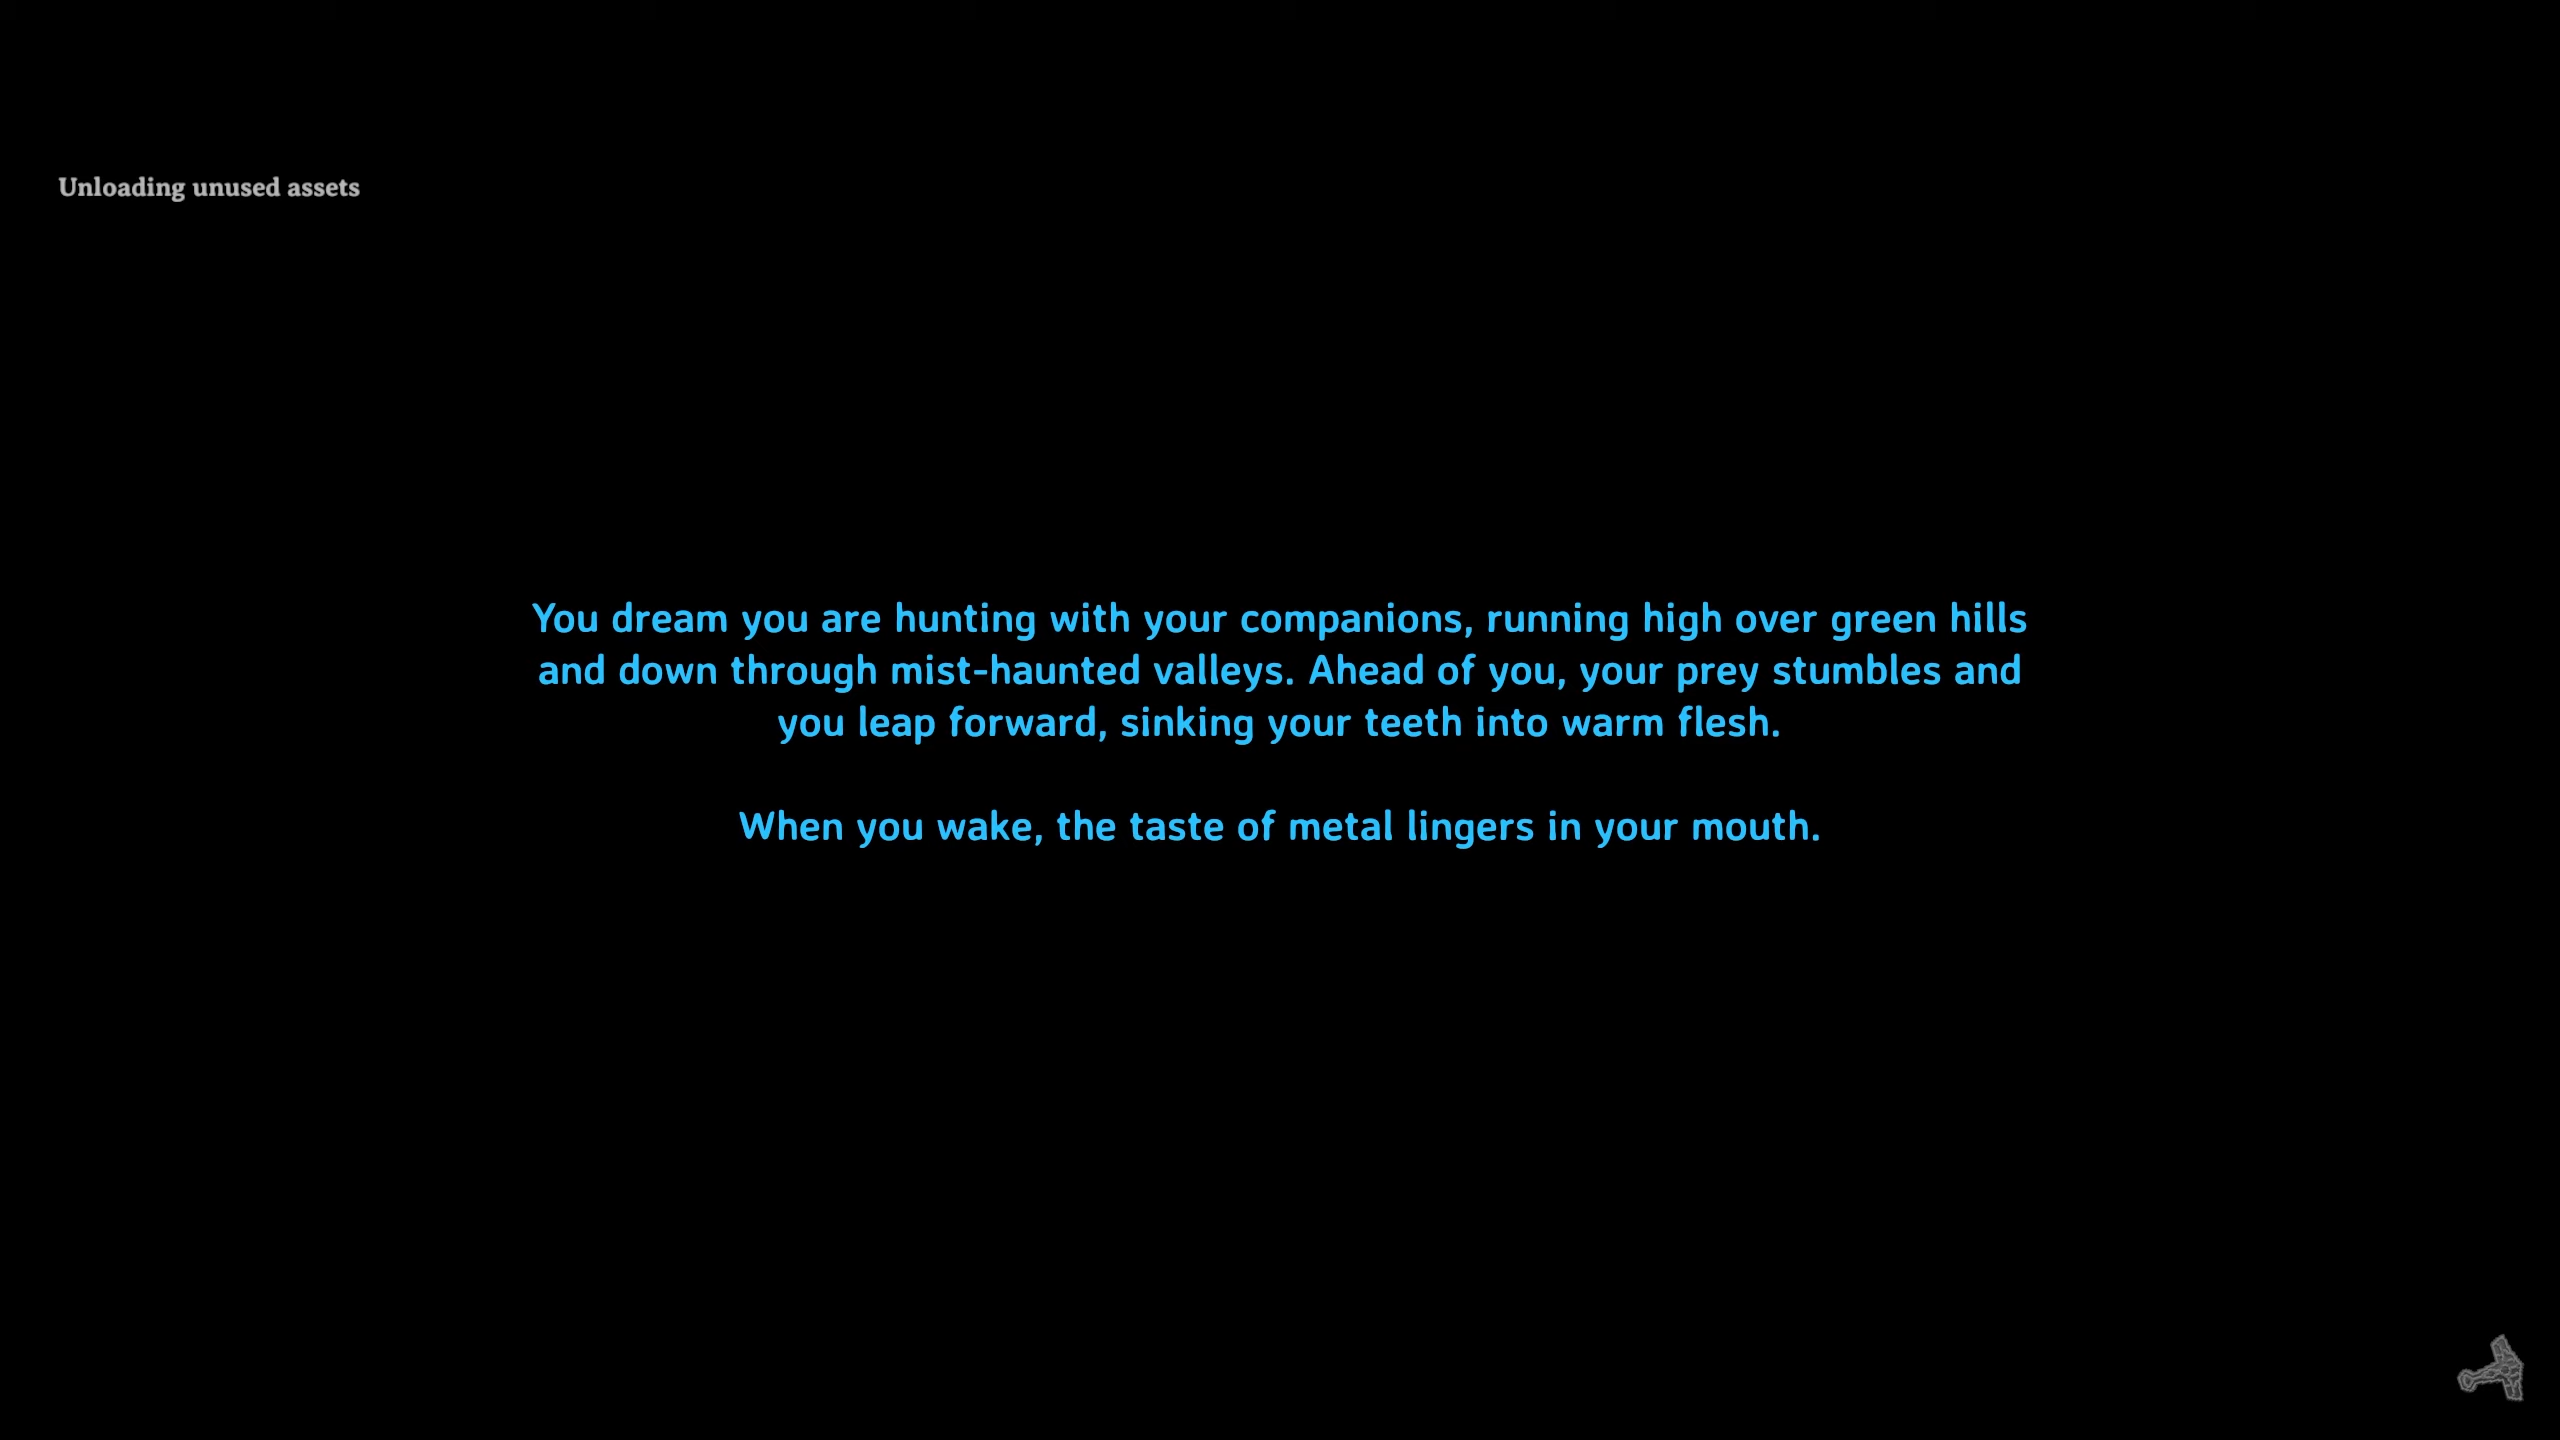 Unloading unused assets
You dream you are hunting with your companions, running high over green hills
and down through mist-haunted valleys. Ahead of you, your prey stumbles and
you leap forward, sinking your teeth into warm flesh.
When you wake, the taste of metal lingers in your mouth.